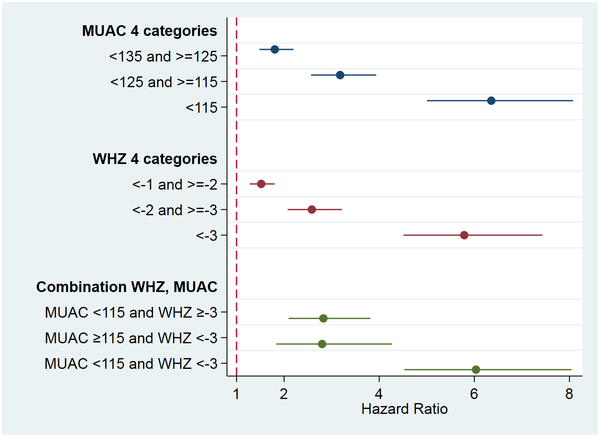 MUAC 4 categories
<135 and >=125
<125 and >=115
<115
WHZ 4 categories
<-1 and >=-2
<-2 and >=-3
<-3
Combination WHZ, MUAC
MUAC <115 and WHZ ≥-3
MUAC ≥115 and WHZ <-3
MUAC <115 and WHZ <-3
1 2 4 6 8
Hazard Ratio